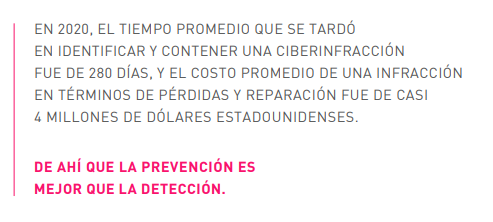 EN 2020, EL TIEMPO PROMEDIO QUE SE TARDÓ
EN IDENTIFICAR Y CONTENER UNA CIBERINFRACCIÓN
FUE DE 280 DÍAS, Y EL COSTO PROMEDIO DE UNA INFRACCIÓN
EN TÉRMINOS DE PÉRDIDAS Y REPARACIÓN FUE DE CASI
4 MILLONES DE DÓLARES ESTADOUNIDENSES.
DE AHÍ QUE LA PREVENCIÓN ES
MEJOR QUE LA DETECCIÓN.